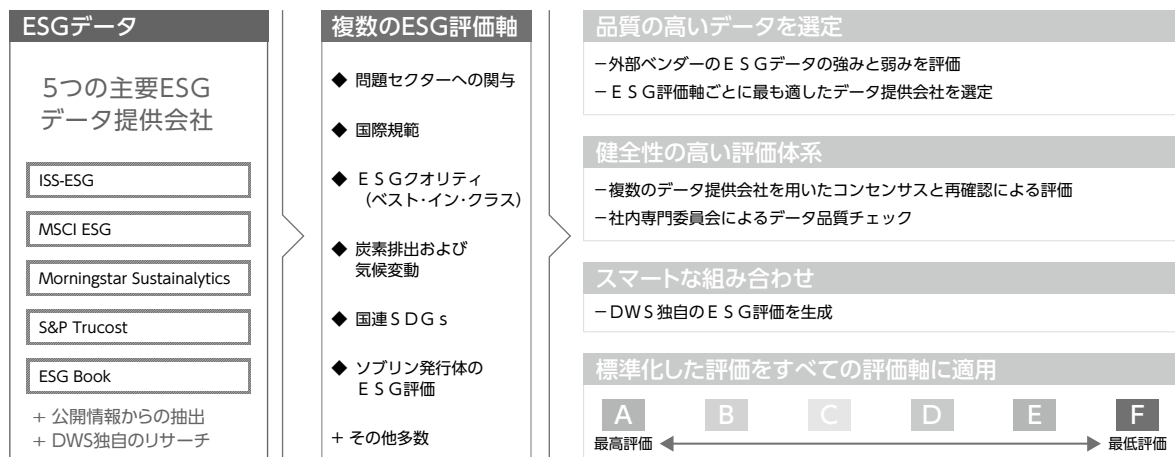 ESGデータ
5つの主要ESG
データ提供会社
ISS-ESG
MSCI ESG
Morningstar Sustainalytics
S&P Trucost
ESG Book
+ 公開情報からの抽出
+ DWS独自のリサーチ
複数のESG評価軸
◆ 問題セクターへの関与
◆ 国際規範
◆ ESGクオリティ
（ベスト・イン・クラス）
◆ 炭素排出および
気候変動
◆ 国連SDGs
◆ ソブリン発行体の
ESG評価
+ その他多数
品質の高いデータを選定
－外部ベンダーのESGデータの強みと弱みを評価
－ESG評価軸ごとに最も適したデータ提供会社を選定
健全性の高い評価体系
－複数のデータ提供会社を用いたコンセンサスと再確認による評価
－社内専門委員会によるデータ品質チェック
スマートな組み合わせ
－DWS独自のESG評価を生成
標準化した評価をすべての評価軸に適用
A B C D E F
最高評価 最低評価